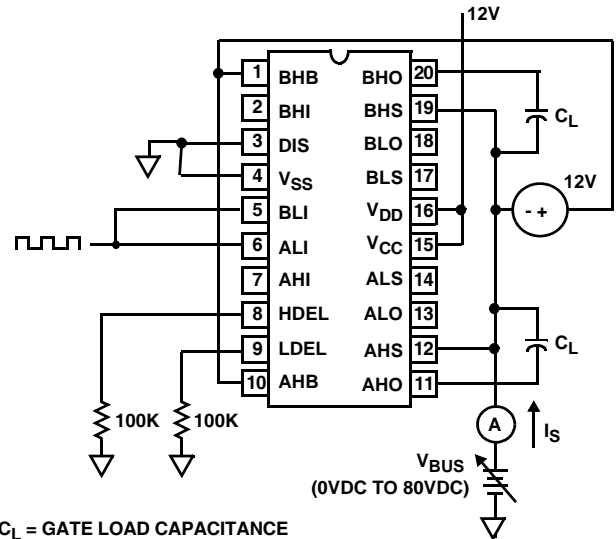 12V
1 BHB BHO 20
2 BHI BHS 19
3 DIS BLO 18
4 VSS BLS 17
5 BLI VDD 16
6 ALI VCC 15
7 AHI ALS 14
8 HDEL ALO 13
9 LDEL AHS 12
10 AHB AHO 11
CL
12V
- +
CL
100K 100K
A IS
VBUS
(0VDC TO 80VDC)
CL = GATE LOAD CAPACITANCE